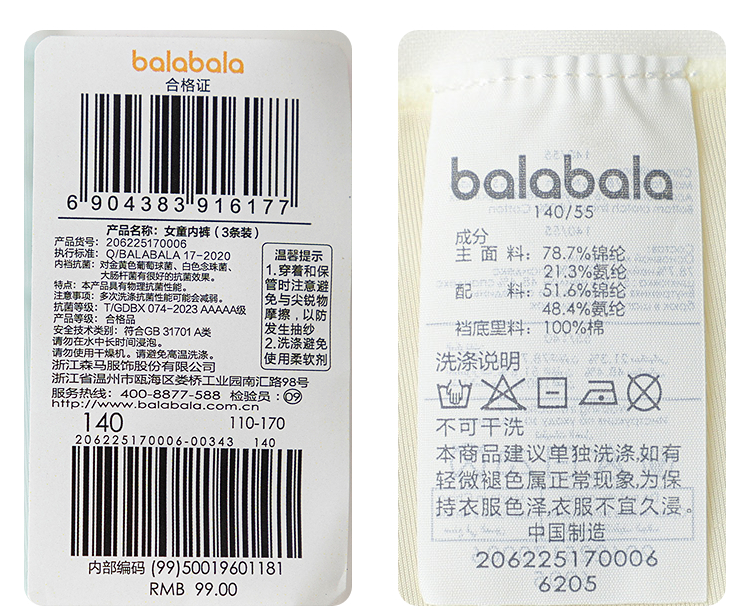 balabala
合格证
6 904383 916177
产品名称：女童内裤（3条装）
产品货号： 206225170006
执行标准： Q/BALABALA 17-2020
内裆抗菌： 对金黄色葡萄球菌、白色念珠菌、
大肠杆菌有很好的抗菌效果。
特点：本产品具有物理抗菌性能。
注意事项：多次洗涤抗菌性能可能会减弱。
抗菌等级： T/GDBX 074-2023 AAAAA级
产品等级： 合格品
安全技术类别：符合GB 31701 A类
请勿在水中长时间浸泡。
请勿使用干燥机。请避免高温洗涤。
温馨提示
1.穿着和保
管时注意避
免与尖锐物
摩擦，以防
发生抽纱
2.洗涤避免
使用柔软剂
浙江森马服饰股份有限公司
浙江省温州市瓯海区娄桥工业园南汇路98号
服务热线：400-8877-588 检验员：09
http://www.balabala.com.cn
140 110-170
206225170006-00343 140
内部编码 (99)50019601181
RMB 99.00
balabala
140/55
成分
主 面 料：78.7%锦纶
21.3%氨纶
配 料：51.6%锦纶
48.4%氨纶
裆底里料：100%棉
洗涤说明
不可干洗
本商品建议单独洗涤,如有
轻微褪色属正常现象,为保
持衣服色泽,衣服不宜久浸。
中国制造
206225170006
6205